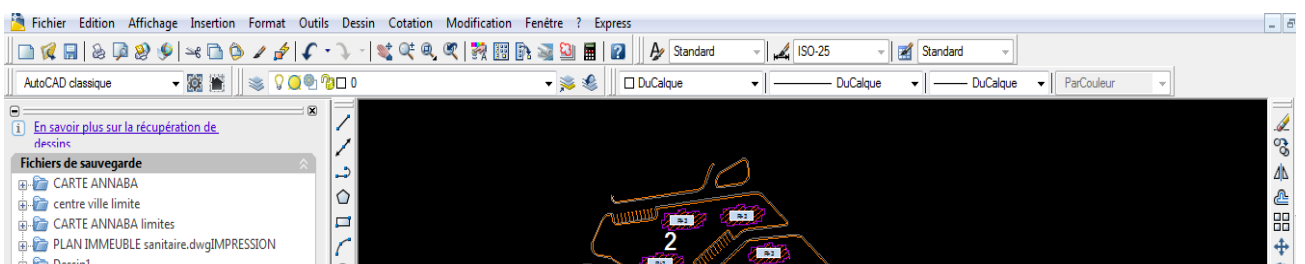 Fichier Edition Affichage Insertion Format Outils Dessin Cotation Modification Fenêtre ? Express
Standard ISO-25 Standard
AutoCAD classique 0 DuCalque DuCalque DuCalque ParCouleur
En savoir plus sur la récupération de
dessins
Fichiers de sauvegarde
CARTE ANNABA
centre ville limite
CARTE ANNABA limites
PLAN IMMEUBLE sanitaire.dwgIMPRESSION
Dessin1
2